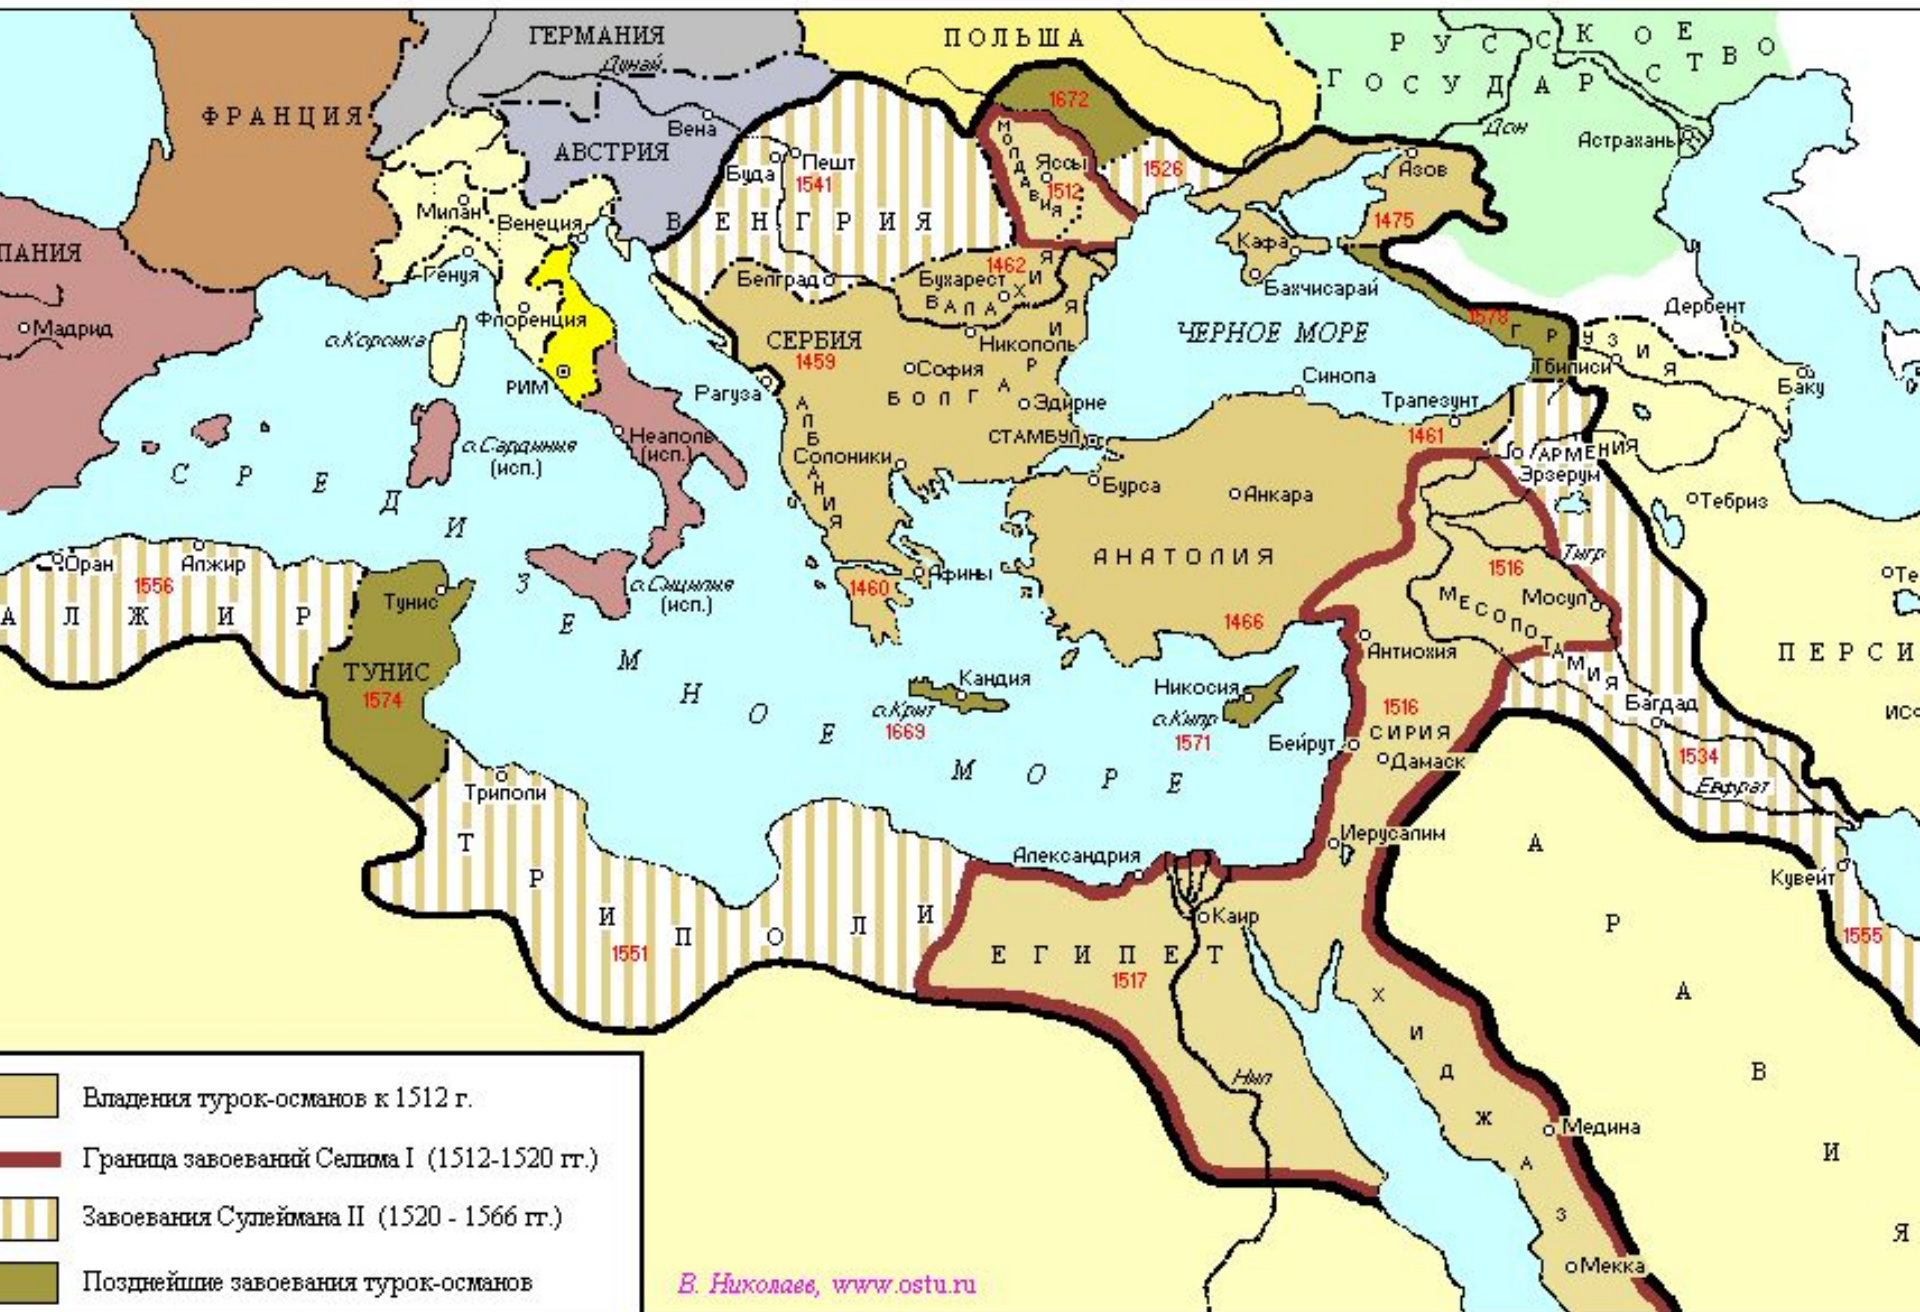 ГЕРМАНИЯ
Дунай
ПОЛЬША
РУССКОЕ
ГОСУДАРСТВО
ФРАНЦИЯ
Вена
АВСТРИЯ
1672
Дон
Астрахань
МОЛДАВИЯ
Яссы
1512
1526
Азов
1475
Буда
Пешт
1541
ВЕНГРИЯ
Милан
Венеция
Генуя
ПАНИЯ
Мадрид
Флоренция
РИМ
о.Корсика
Белград
Бухарест
1462
ВАЛАХИЯ
Кафа
Бахчисарай
Дербент
СЕРБИЯ
1459
Никополь
София
БОЛГАРИЯ
Эдирне
ЧЕРНОЕ МОРЕ
1578
ГРУЗИЯ
Тбилиси
Баку
Рагуза
АЛБАНИЯ
СТАМБУЛ
Синопа
Трапезунт
1461
АРМЕНИЯ
Эрзерум
Тебриз
о.Сардиния
(исп.)
Неаполь
(исп.)
Солоники
Бурса
Анкара
СРЕДИЗЕМНОЕ МОРЕ
АНАТОЛИЯ
Тигр
1516
МЕСОПОТАМИЯ
Мосул
Те
Оран
Алжир
1556
АЛЖИР
Тунис
ТУНИС
1574
о.Сицилия
(исп.)
1460
Афины
1466
Антиохия
ПЕРСИ
Кандия
о.Крит
1669
Никосия
о.Кипр
1571
1516
СИРИЯ
Бейрут
Дамаск
Багдад
1534
Евфрат
ИСФ
Триполи
ТРИПОЛИ
1551
Александрия
Иерусалим
Кувейт
1555
Каир
ЕГИПЕТ
1517
Нил
ХИДЖАЗ
Медина
Мекка
АРАВИЯ
Владения турок-османов к 1512 г.
Граница завоеваний Селима I (1512-1520 гг.)
Завоевания Сулеймана II (1520 - 1566 гг.)
Позднейшие завоевания турок-османов
В. Николаев, www.ostu.ru